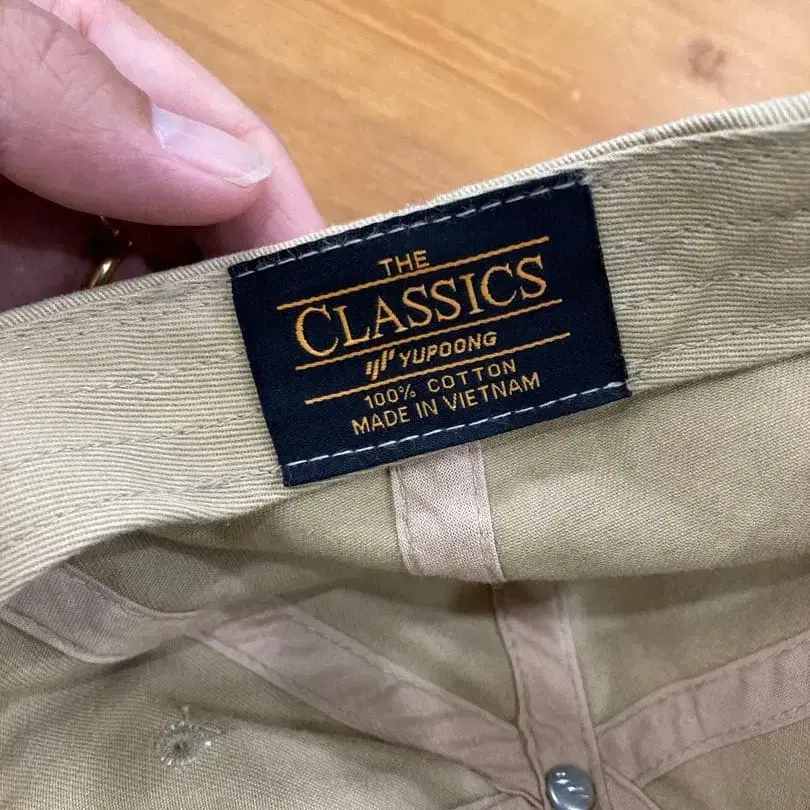 THE
CLASSICS
YUPOONG
100% COTTON
MADE IN VIETNAM